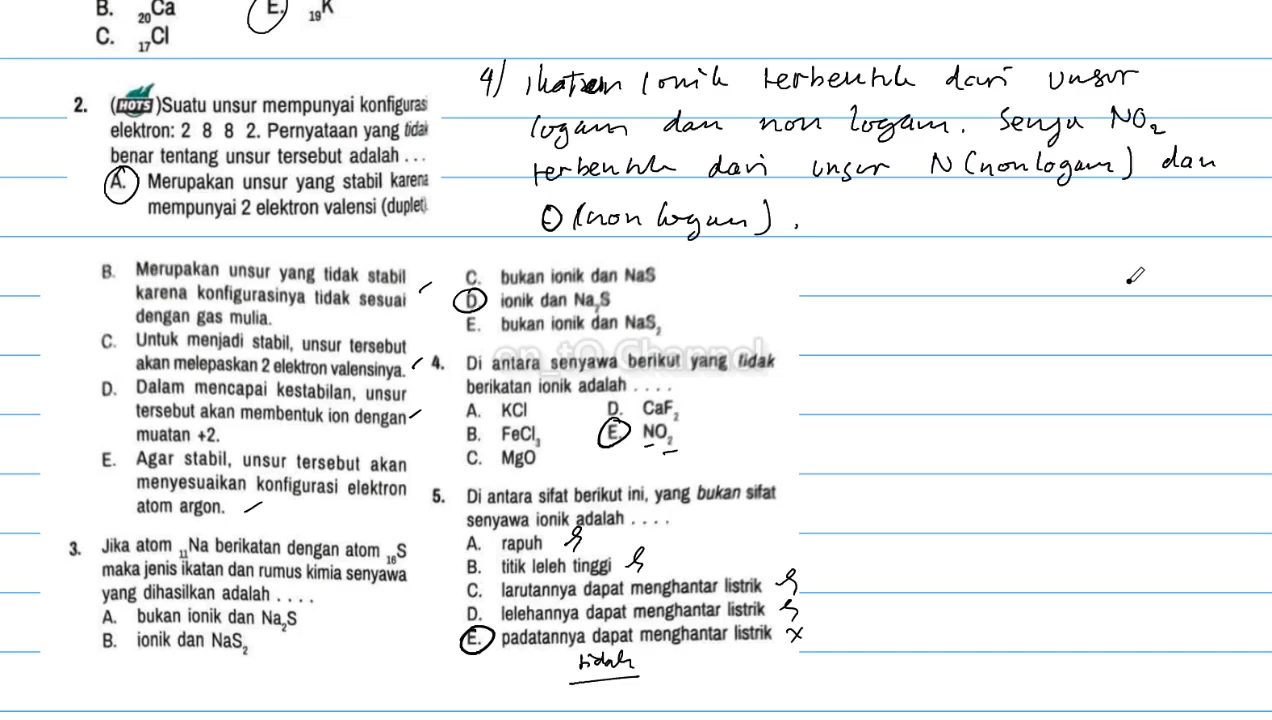 B. ₂₀Ca
E. ₁₉K
C. ₁₇Cl
2. (HOTS)Suatu unsur mempunyai konfigurasi
elektron: 2 8 8 2. Pernyataan yang tidak
benar tentang unsur tersebut adalah ...
A. Merupakan unsur yang stabil karena
mempunyai 2 elektron valensi (duplet)
B. Merupakan unsur yang tidak stabil
karena konfigurasinya tidak sesuai
dengan gas mulia.
C. Untuk menjadi stabil, unsur tersebut
akan melepaskan 2 elektron valensinya.
D. Dalam mencapai kestabilan, unsur
tersebut akan membentuk ion dengan
muatan +2.
E. Agar stabil, unsur tersebut akan
menyesuaikan konfigurasi elektron
atom argon.
3. Jika atom ₁₁Na berikatan dengan atom ₁₆S
maka jenis ikatan dan rumus kimia senyawa
yang dihasilkan adalah ....
A. bukan ionik dan Na₂S
B. ionik dan NaS₂
C. bukan ionik dan NaS
D. ionik dan Na₂S
E. bukan ionik dan NaS₂
on_tO Channel
4. Di antara senyawa berikut yang tidak
berikatan ionik adalah ....
A. KCl D. CaF₂
B. FeCl₃ E. NO₂
C. MgO
5. Di antara sifat berikut ini, yang bukan sifat
senyawa ionik adalah ....
A. rapuh
B. titik leleh tinggi
C. larutannya dapat menghantar listrik
D. lelehannya dapat menghantar listrik
E. padatannya dapat menghantar listrik x
tidak
4) Ikatan Ionik terbentuk dari unsur
logam dan non logam. Senya NO₂
terbentuk dari unsur N (non logam) dan
O (non logam).